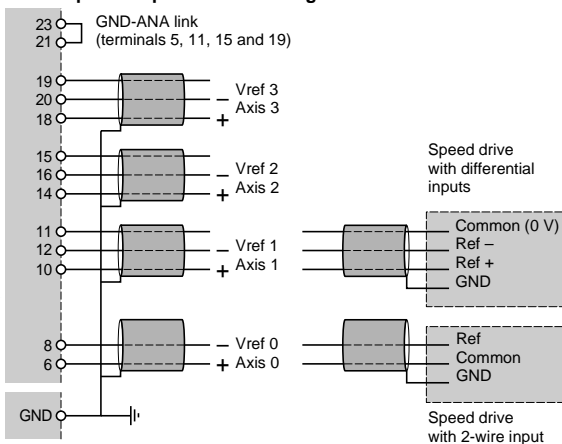 23 GND-ANA link
21 (terminals 5, 11, 15 and 19)
19
20 – Vref 3
18 + Axis 3
15
16 – Vref 2
14 + Axis 2
Speed drive
with differential
inputs
11 Common (0 V)
12 – Vref 1 Ref –
10 + Axis 1 Ref +
GND
8 – Vref 0 Ref
6 + Axis 0 Common
GND
GND
Speed drive
with 2-wire input